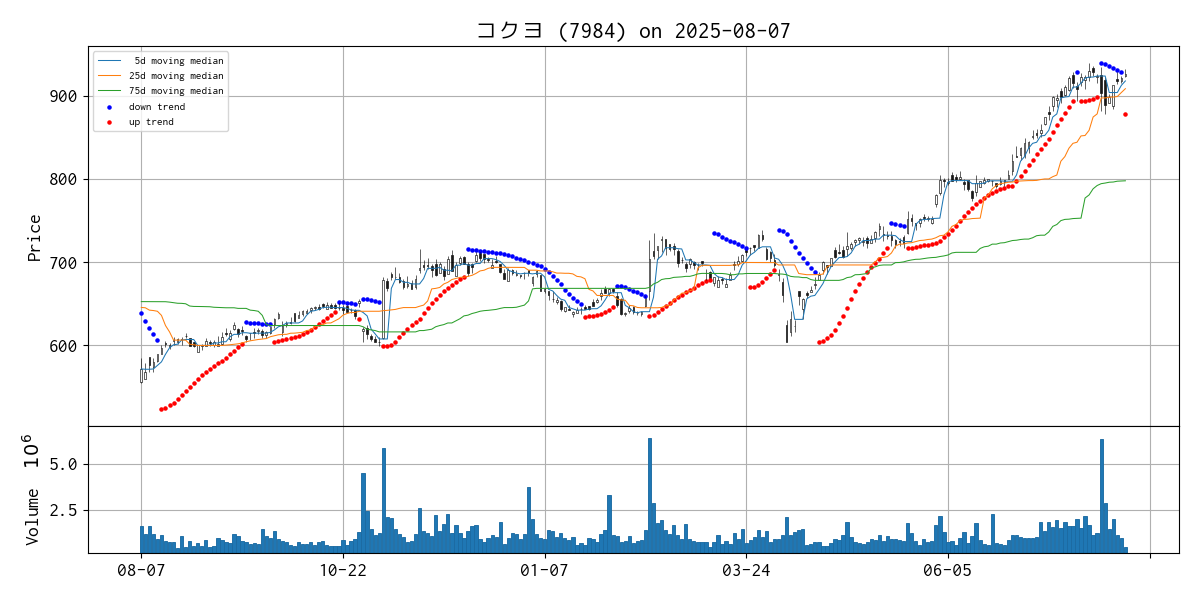 コクヨ (7984) on 2025-08-07
5d moving median
25d moving median
75d moving median
down trend
up trend
Price
900
800
700
600
Volume 10^6
5.0
2.5
08-07
10-22
01-07
03-24
06-05